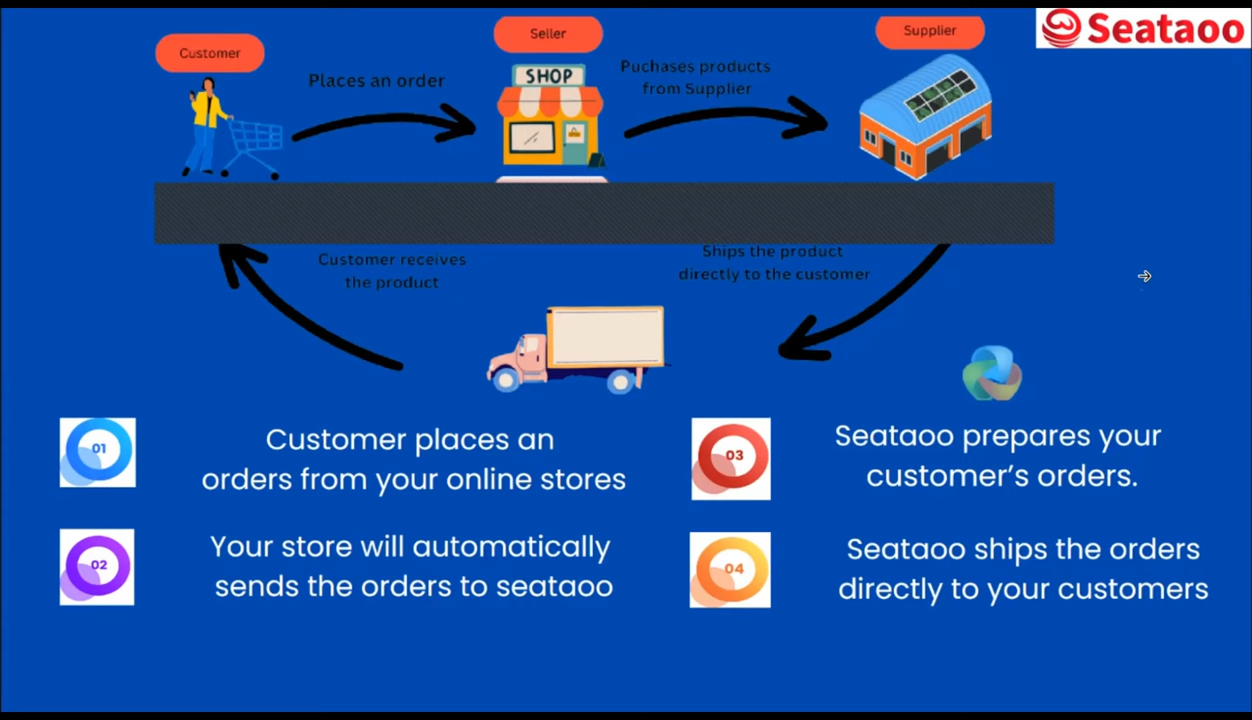 Seataoo
Customer
Seller
Supplier
Places an order
SHOP
Puchases products
from Supplier
Customer receives
the product
Ships the product
directly to the customer
01
Customer places an
orders from your online stores
02
Your store will automatically
sends the orders to seataoo
03
Seataoo prepares your
customer’s orders.
04
Seataoo ships the orders
directly to your customers